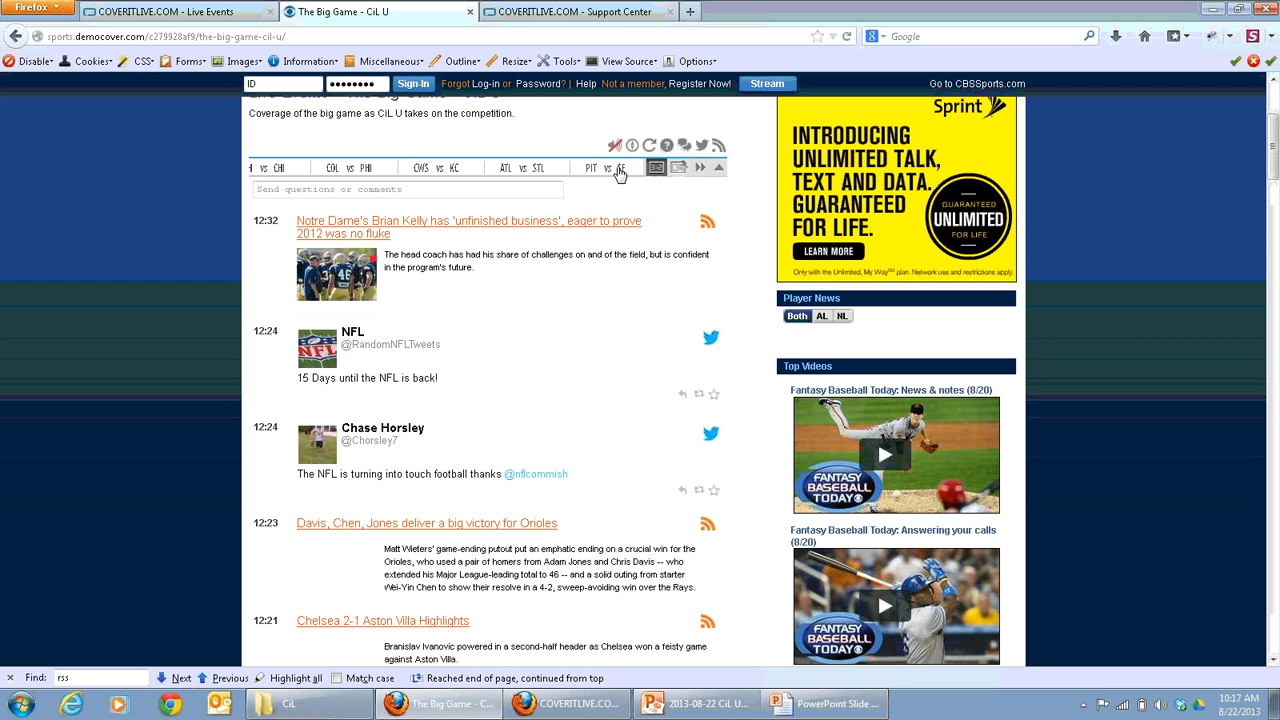 Firefox
COVERITLIVE.COM - Live Events
The Big Game - CiL U
COVERITLIVE.COM - Support Center
sports.democover.com/c279928af9/the-big-game-cil-u/
Google
Disable
Cookies
CSS
Forms
Images
Information
Miscellaneous
Outline
Resize
Tools
View Source
Options
ID
Sign-In
Forgot Log-in or Password? | Help Not a member, Register Now!
Stream
Go to CBSSports.com
Coverage of the big game as CiL U takes on the competition.
vs CHI
COL vs PHI
CWS vs KC
ATL vs STL
PIT vs SF
Send questions or comments
12:32
Notre Dame's Brian Kelly has 'unfinished business', eager to prove
2012 was no fluke
The head coach has had his share of challenges on and of the field, but is confident
in the program's future.
12:24
NFL
@RandomNFLTweets
15 Days until the NFL is back!
12:24
Chase Horsley
@Chorsley7
The NFL is turning into touch football thanks @nflcommish
12:23
Davis, Chen, Jones deliver a big victory for Orioles
Matt Wieters' game-ending putout put an emphatic ending on a crucial win for the
Orioles, who used a pair of homers from Adam Jones and Chris Davis -- who
extended his Major League-leading total to 46 -- and a solid outing from starter
Wei-Yin Chen to show their resolve in a 4-2, sweep-avoiding win over the Rays.
12:21
Chelsea 2-1 Aston Villa Highlights
Branislav Ivanovic powered in a second-half header as Chelsea won a feisty game
against Aston Villa.
Sprint
INTRODUCING
UNLIMITED TALK,
TEXT AND DATA.
GUARANTEED
FOR LIFE.
GUARANTEED
UNLIMITED
FOR LIFE
LEARN MORE
Only with the Unlimited, My Way℠ plan. Network use and restrictions apply.
Player News
Both AL NL
Top Videos
Fantasy Baseball Today: News & notes (8/20)
FANTASY
BASEBALL
TODAY
Fantasy Baseball Today: Answering your calls
(8/20)
FANTASY
BASEBALL
TODAY
Find: rss
Next
Previous
Highlight all
Match case
Reached end of page, continued from top
CiL
The Big Game - C...
COVERITLIVE.CO...
2013-08-22 CiL U...
PowerPoint Slide ...
10:17 AM
8/22/2013